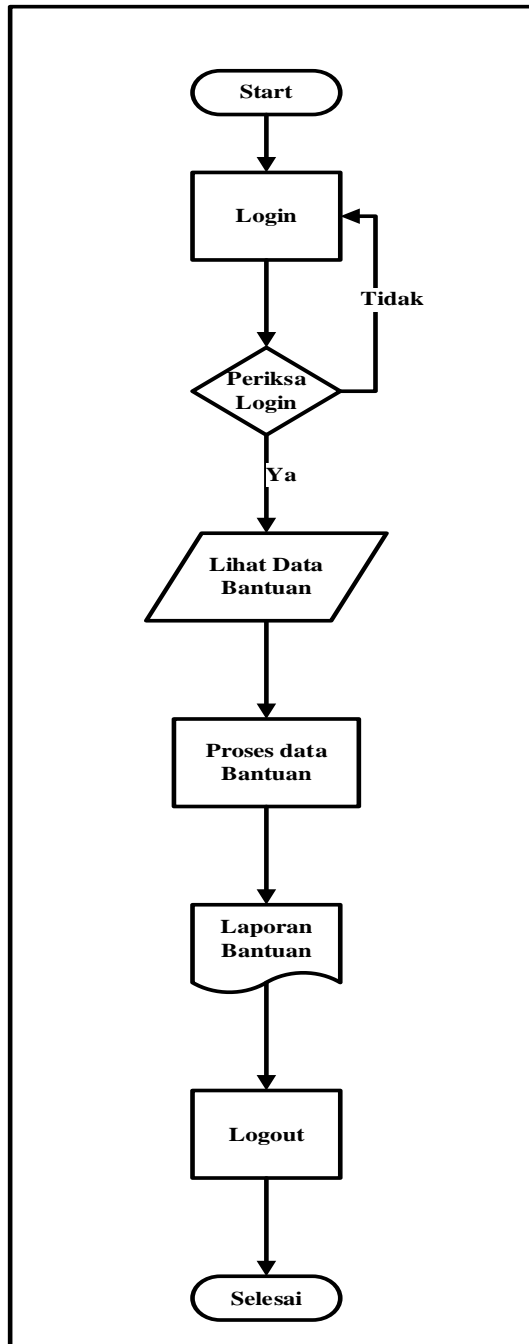 Start
Login
Tidak
Periksa
Login
Ya
Lihat Data
Bantuan
Proses data
Bantuan
Laporan
Bantuan
Logout
Selesai